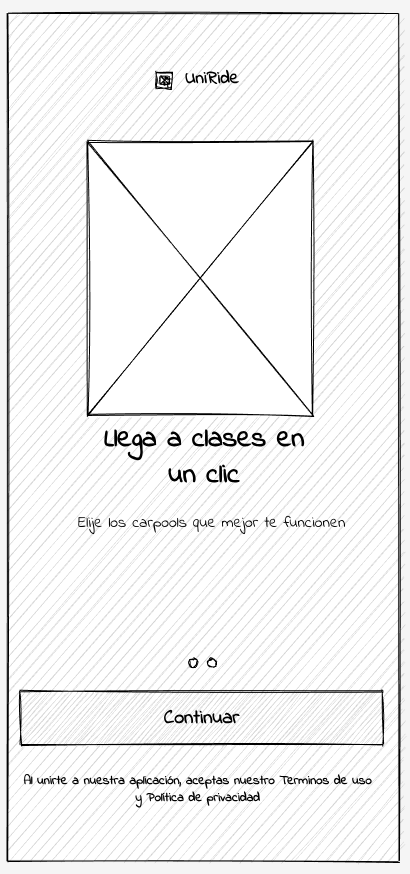 UniRide
Llega a clases en
un clic
Elije los carpools que mejor te funcionen
Continuar
Al unirte a nuestra aplicación, aceptas nuestro Terminos de uso
y Política de privacidad